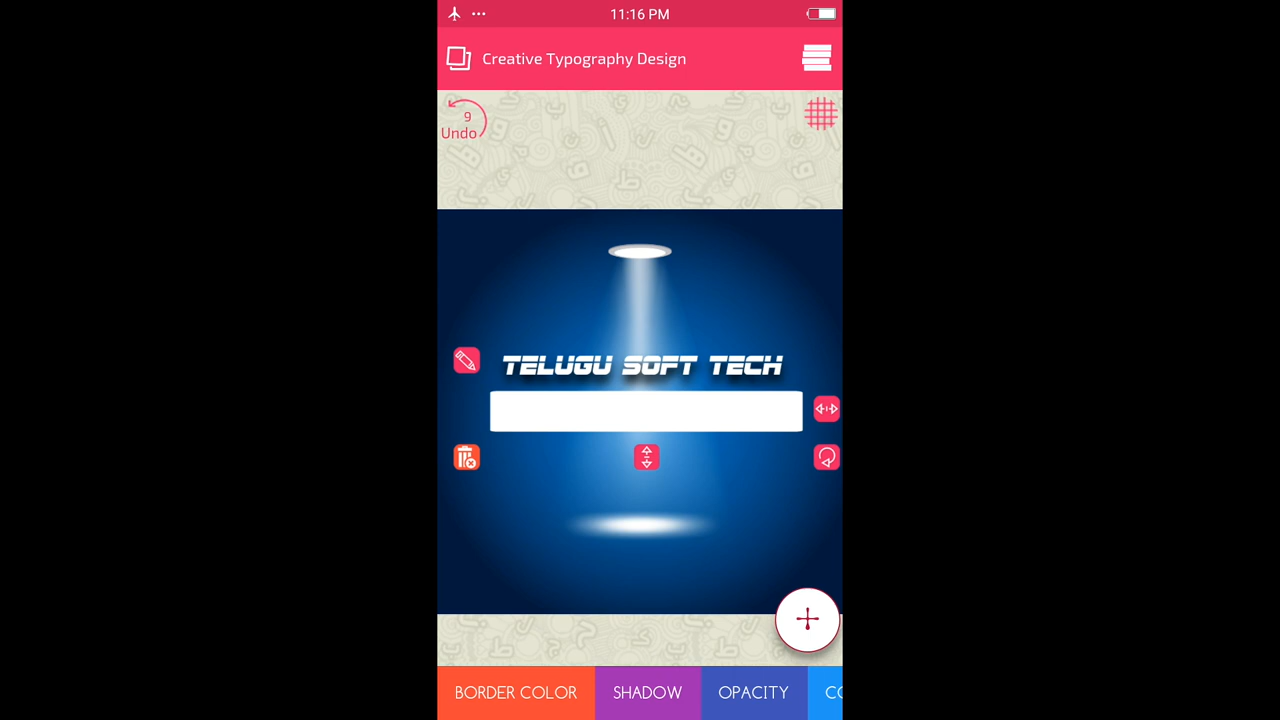 11:16 PM
Creative Typography Design
9
Undo
TELUGU SOFT TECH
BORDER COLOR
SHADOW
OPACITY